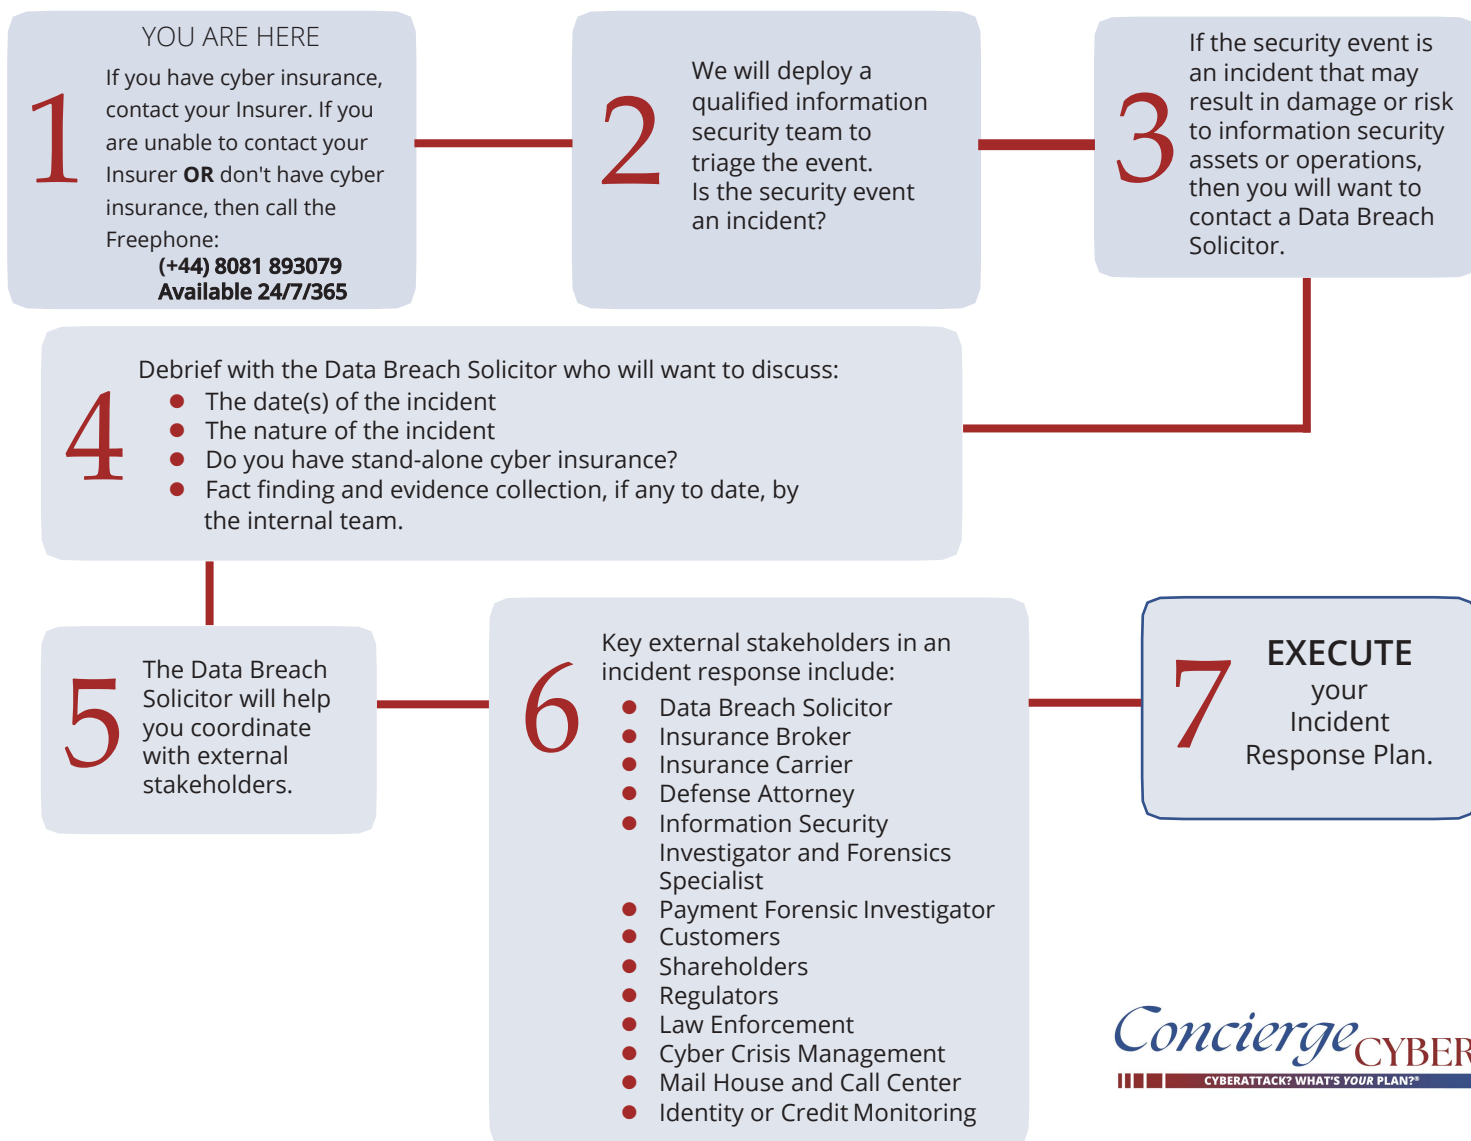 YOU ARE HERE
1
If you have cyber insurance,
contact your Insurer. If you
are unable to contact your
Insurer OR don't have cyber
insurance, then call the
Freephone:
(+44) 8081 893079
Available 24/7/365
2
We will deploy a
qualified information
security team to
triage the event.
Is the security event
an incident?
3
If the security event is
an incident that may
result in damage or risk
to information security
assets or operations,
then you will want to
contact a Data Breach
Solicitor.
4
Debrief with the Data Breach Solicitor who will want to discuss:
● The date(s) of the incident
● The nature of the incident
● Do you have stand-alone cyber insurance?
● Fact finding and evidence collection, if any to date, by
the internal team.
5
The Data Breach
Solicitor will help
you coordinate
with external
stakeholders.
6
Key external stakeholders in an
incident response include:
● Data Breach Solicitor
● Insurance Broker
● Insurance Carrier
● Defense Attorney
● Information Security
Investigator and Forensics
Specialist
● Payment Forensic Investigator
● Customers
● Shareholders
● Regulators
● Law Enforcement
● Cyber Crisis Management
● Mail House and Call Center
● Identity or Credit Monitoring
7
EXECUTE
your
Incident
Response Plan.
Concierge CYBER
CYBERATTACK? WHAT'S YOUR PLAN?®